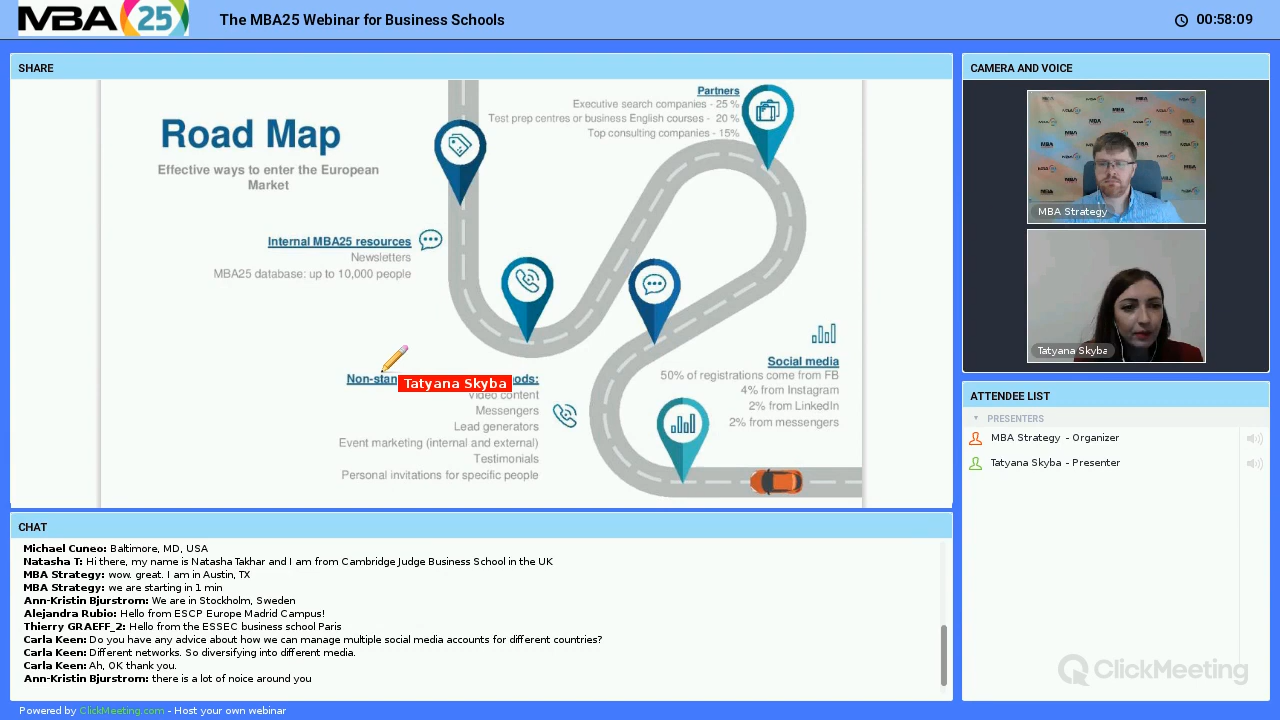 MBA 25
The MBA25 Webinar for Business Schools
00:58:09
SHARE
Road Map
Effective ways to enter the European
Market
Partners
Executive search companies - 25 %
Test prep centres or business English courses - 20 %
Top consulting companies - 15%
Internal MBA25 resources
Newsletters
MBA25 database: up to 10,000 people
Tatyana Skyba
Video content
Messengers
Lead generators
Event marketing (internal and external)
Testimonials
Personal invitations for specific people
Social media
50% of registrations come from FB
4% from Instagram
2% from LinkedIn
2% from messengers
CAMERA AND VOICE
MBA Strategy
Tatyana Skyba
ATTENDEE LIST
PRESENTERS
MBA Strategy - Organizer
Tatyana Skyba - Presenter
ClickMeeting
CHAT
Michael Cuneo: Baltimore, MD, USA
Natasha T: Hi there, my name is Natasha Takhar and I am from Cambridge Judge Business School in the UK
MBA Strategy: wow. great. I am in Austin, TX
MBA Strategy: we are starting in 1 min
Ann-Kristin Bjurstrom: We are in Stockholm, Sweden
Alejandra Rubio: Hello from ESCP Europe Madrid Campus!
Thierry GRAEFF_2: Hello from the ESSEC business school Paris
Carla Keen: Do you have any advice about how we can manage multiple social media accounts for different countries?
Carla Keen: Different networks. So diversifying into different media.
Carla Keen: Ah, OK thank you.
Ann-Kristin Bjurstrom: there is a lot of noice around you
Powered by ClickMeeting.com - Host your own webinar